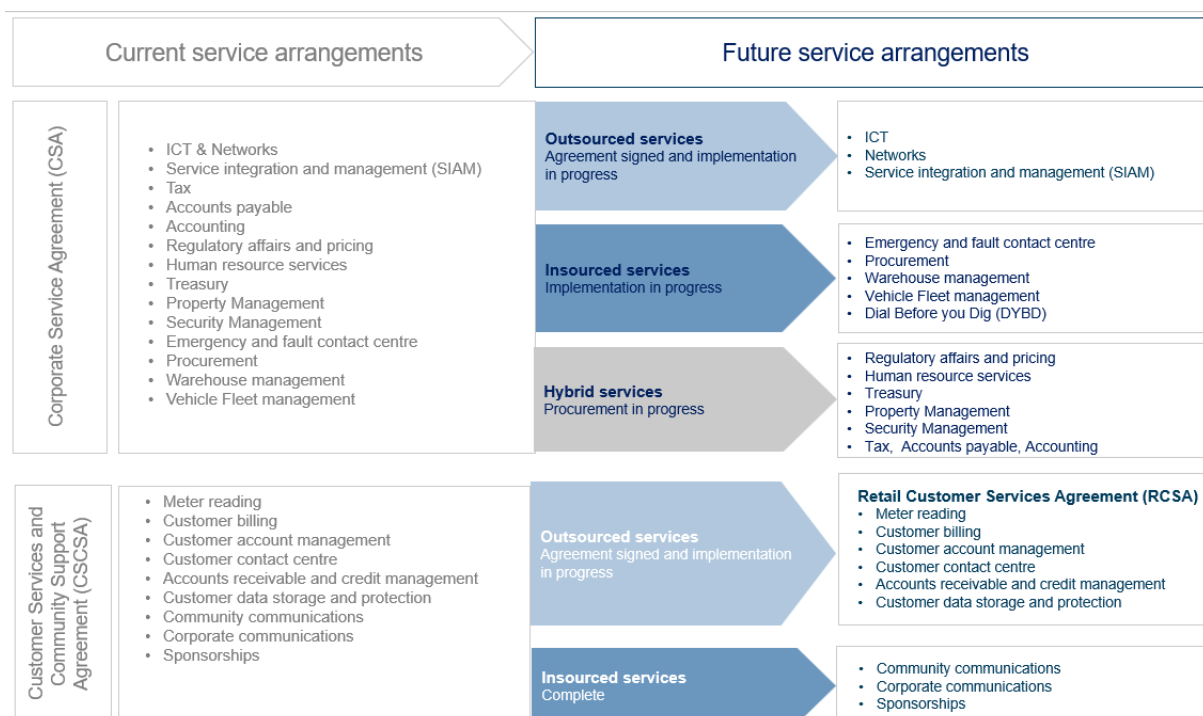 Current service arrangements
Future service arrangements
Corporate Service Agreement (CSA)
• ICT & Networks
• Service integration and management (SIAM)
• Tax
• Accounts payable
• Accounting
• Regulatory affairs and pricing
• Human resource services
• Treasury
• Property Management
• Security Management
• Emergency and fault contact centre
• Procurement
• Warehouse management
• Vehicle Fleet management
Outsourced services
Agreement signed and implementation
in progress
• ICT
• Networks
• Service integration and management (SIAM)
Insourced services
Implementation in progress
• Emergency and fault contact centre
• Procurement
• Warehouse management
• Vehicle Fleet management
• Dial Before you Dig (DYBD)
Hybrid services
Procurement in progress
• Regulatory affairs and pricing
• Human resource services
• Treasury
• Property Management
• Security Management
• Tax, Accounts payable, Accounting
Customer Services and
Community Support
Agreement (CSCSA)
• Meter reading
• Customer billing
• Customer account management
• Customer contact centre
• Accounts receivable and credit management
• Customer data storage and protection
• Community communications
• Corporate communications
• Sponsorships
Outsourced services
Agreement signed and implementation
in progress
Retail Customer Services Agreement (RCSA)
• Meter reading
• Customer billing
• Customer account management
• Customer contact centre
• Accounts receivable and credit management
• Customer data storage and protection
Insourced services
Complete
• Community communications
• Corporate communications
• Sponsorships